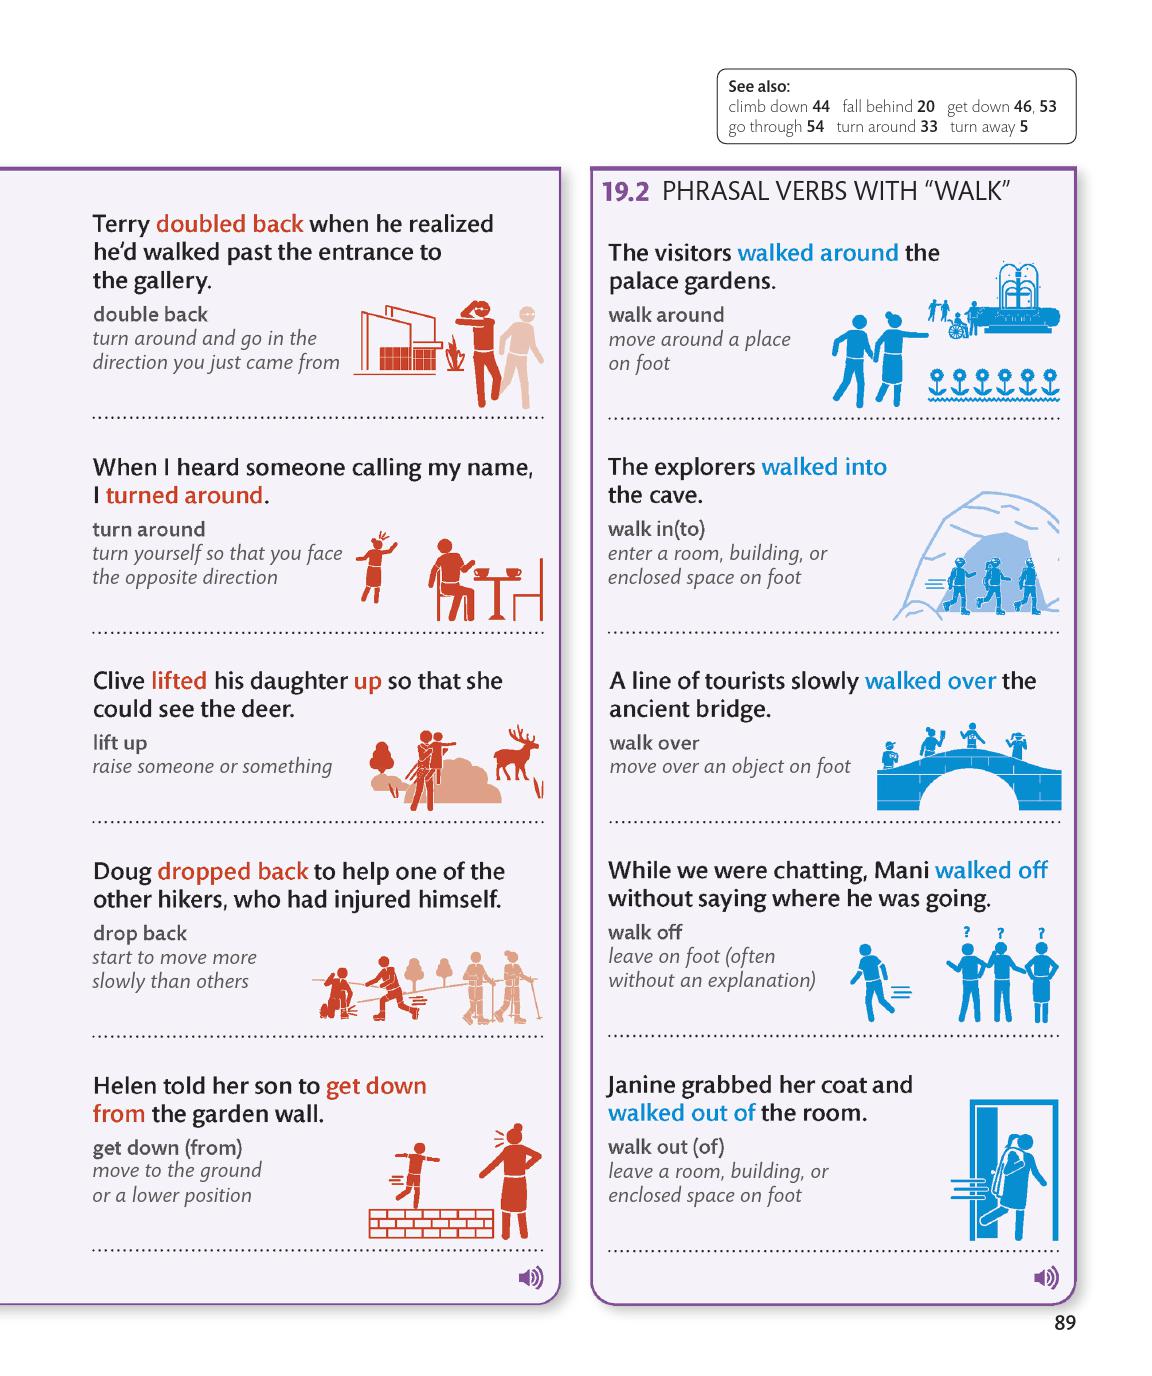 See also:
climb down 44 fall behind 20 get down 46, 53
go through 54 turn around 33 turn away 5
Terry doubled back when he realized
he’d walked past the entrance to
the gallery.
double back
turn around and go in the
direction you just came from
When I heard someone calling my name,
I turned around.
turn around
turn yourself so that you face
the opposite direction
Clive lifted his daughter up so that she
could see the deer.
lift up
raise someone or something
Doug dropped back to help one of the
other hikers, who had injured himself.
drop back
start to move more
slowly than others
Helen told her son to get down
from the garden wall.
get down (from)
move to the ground
or a lower position
19.2 PHRASAL VERBS WITH “WALK”
The visitors walked around the
palace gardens.
walk around
move around a place
on foot
The explorers walked into
the cave.
walk in(to)
enter a room, building, or
enclosed space on foot
A line of tourists slowly walked over the
ancient bridge.
walk over
move over an object on foot
While we were chatting, Mani walked off
without saying where he was going.
walk off
leave on foot (often
without an explanation)
? ? ?
Janine grabbed her coat and
walked out of the room.
walk out (of)
leave a room, building, or
enclosed space on foot
89